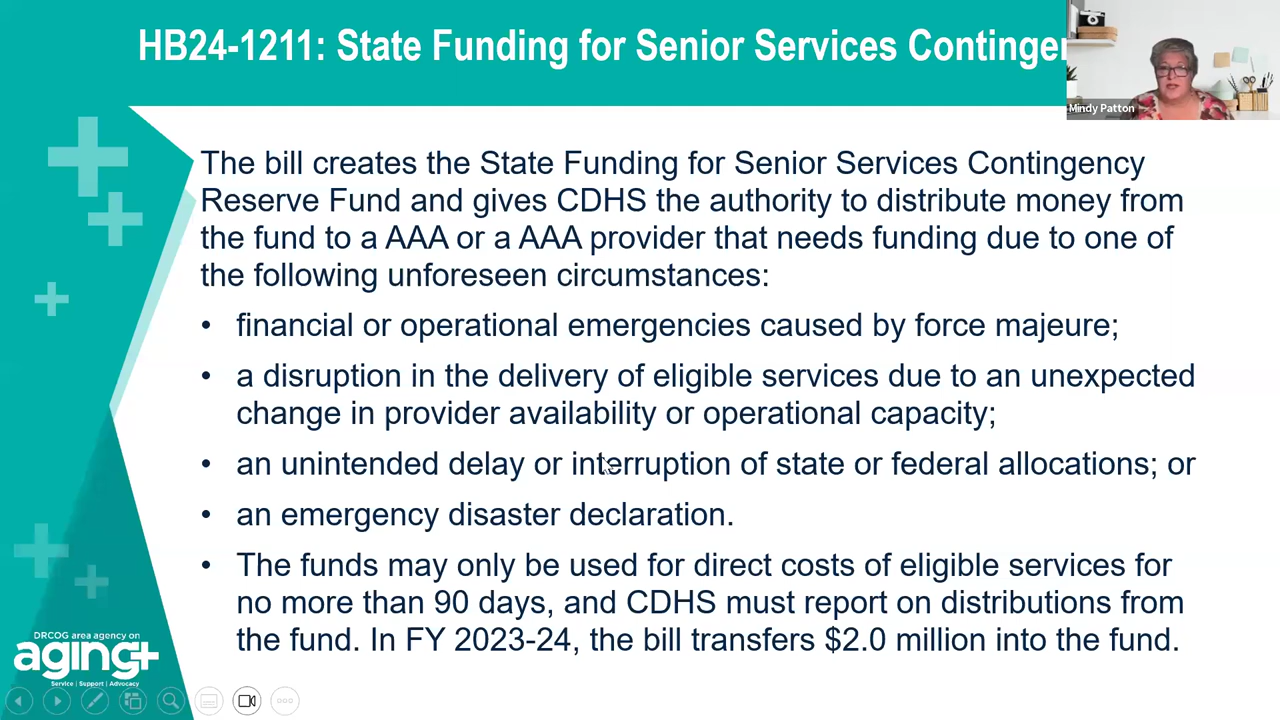 HB24-1211: State Funding for Senior Services
Mindy Patton
The bill creates the State Funding for Senior Services Contingency
Reserve Fund and gives CDHS the authority to distribute money from
the fund to a AAA or a AAA provider that needs funding due to one of
the following unforeseen circumstances:
• financial or operational emergencies caused by force majeure;
• a disruption in the delivery of eligible services due to an unexpected
change in provider availability or operational capacity;
• an unintended delay or interruption of state or federal allocations; or
• an emergency disaster declaration.
• The funds may only be used for direct costs of eligible services for
no more than 90 days, and CDHS must report on distributions from
the fund. In FY 2023-24, the bill transfers $2.0 million into the fund.
DRCOG area agency on
aging+
Service | Support | Advocacy